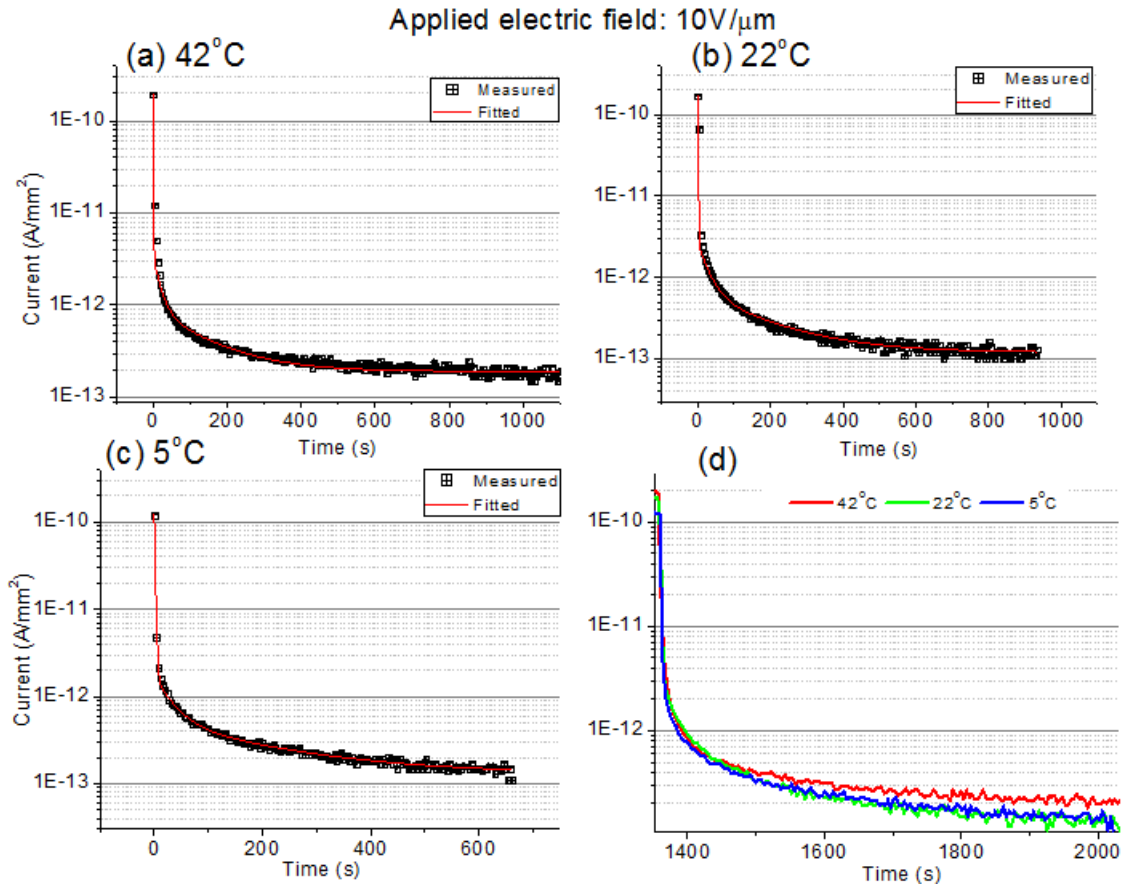 Applied electric field: 10V/μm
(a) 42°C
Measured
Fitted
1E-10
1E-11
1E-12
1E-13
Current (A/mm²)
0 200 400 600 800 1000
Time (s)
(b) 22°C
Measured
Fitted
1E-10
1E-11
1E-12
1E-13
0 200 400 600 800 1000
Time (s)
(c) 5°C
Measured
Fitted
1E-10
1E-11
1E-12
1E-13
Current (A/mm²)
0 200 400 600
Time (s)
(d)
42°C 22°C 5°C
1E-10
1E-11
1E-12
1400 1600 1800 2000
Time (s)